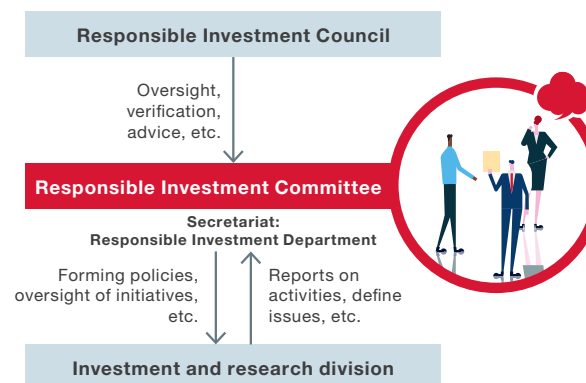 Responsible Investment Council
Oversight,
verification,
advice, etc.
Responsible Investment Committee
Secretariat:
Responsible Investment Department
Forming policies,
oversight of initiatives,
etc.
Reports on
activities, define
issues, etc.
Investment and research division